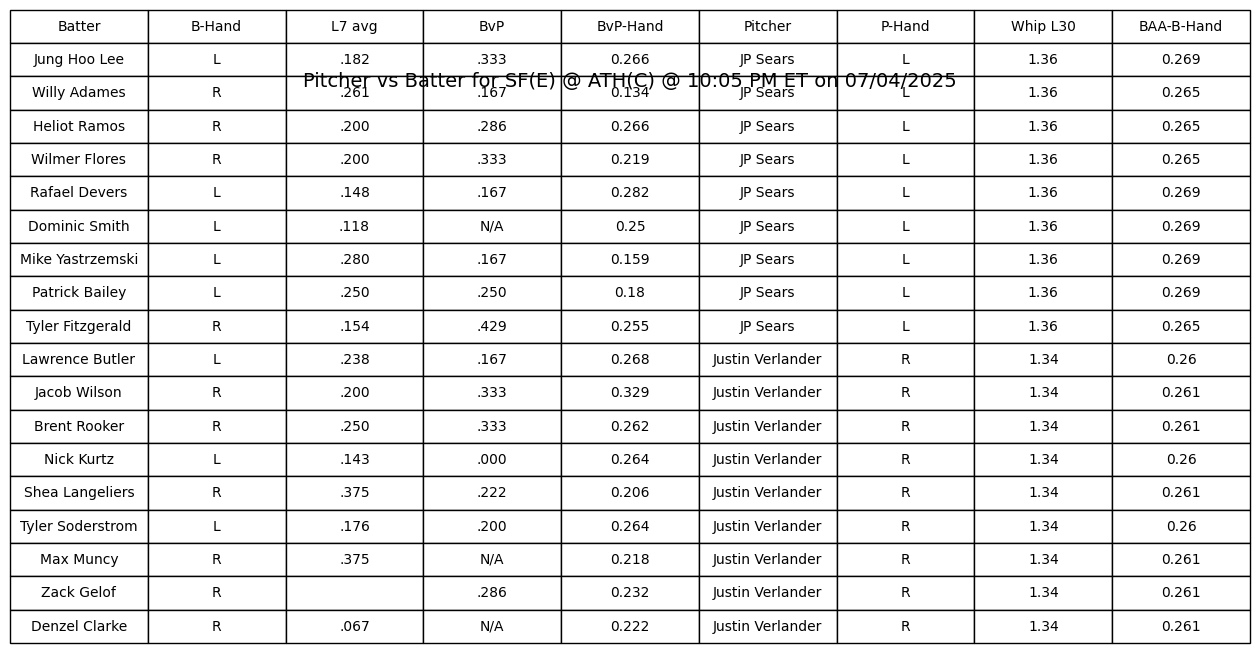 Batter B-Hand L7 avg BvP BvP-Hand Pitcher P-Hand Whip L30 BAA-B-Hand
Jung Hoo Lee L .182 .333 0.266 JP Sears L 1.36 0.269
Pitcher vs Batter for SF(E) @ ATH(C) @ 10:05 PM ET on 07/04/2025
Willy Adames R .261 .167 0.134 JP Sears L 1.36 0.265
Heliot Ramos R .200 .286 0.266 JP Sears L 1.36 0.265
Wilmer Flores R .200 .333 0.219 JP Sears L 1.36 0.265
Rafael Devers L .148 .167 0.282 JP Sears L 1.36 0.269
Dominic Smith L .118 N/A 0.25 JP Sears L 1.36 0.269
Mike Yastrzemski L .280 .167 0.159 JP Sears L 1.36 0.269
Patrick Bailey L .250 .250 0.18 JP Sears L 1.36 0.269
Tyler Fitzgerald R .154 .429 0.255 JP Sears L 1.36 0.265
Lawrence Butler L .238 .167 0.268 Justin Verlander R 1.34 0.26
Jacob Wilson R .200 .333 0.329 Justin Verlander R 1.34 0.261
Brent Rooker R .250 .333 0.262 Justin Verlander R 1.34 0.261
Nick Kurtz L .143 .000 0.264 Justin Verlander R 1.34 0.26
Shea Langeliers R .375 .222 0.206 Justin Verlander R 1.34 0.261
Tyler Soderstrom L .176 .200 0.264 Justin Verlander R 1.34 0.26
Max Muncy R .375 N/A 0.218 Justin Verlander R 1.34 0.261
Zack Gelof R .286 0.232 Justin Verlander R 1.34 0.261
Denzel Clarke R .067 N/A 0.222 Justin Verlander R 1.34 0.261